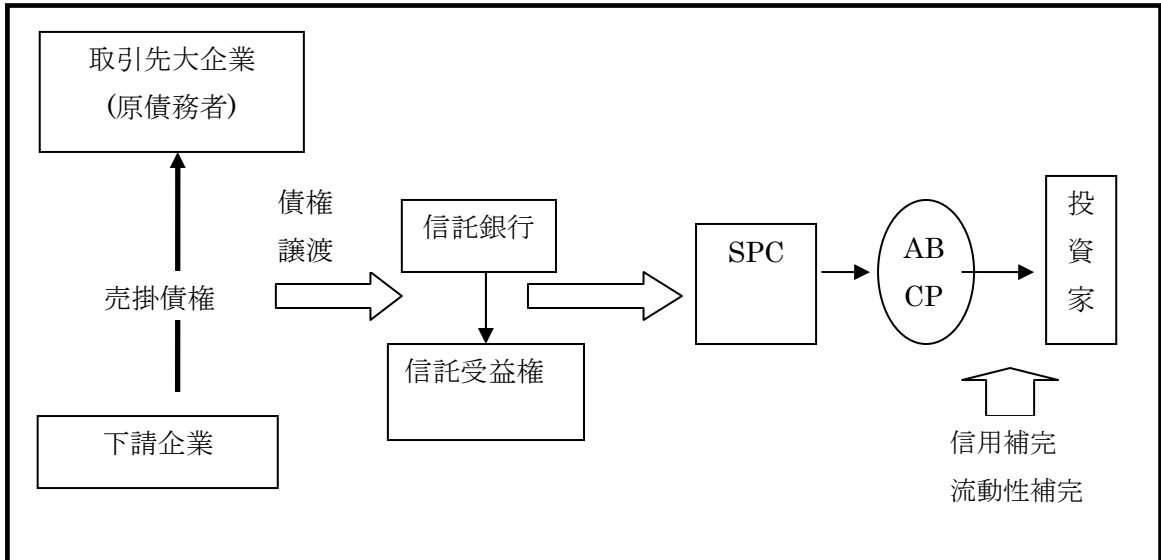 取引先大企業
(原債務者)
売掛債権
下請企業
債権
譲渡
信託銀行
信託受益権
SPC
AB
CP
投
資
家
信用補完
流動性補完